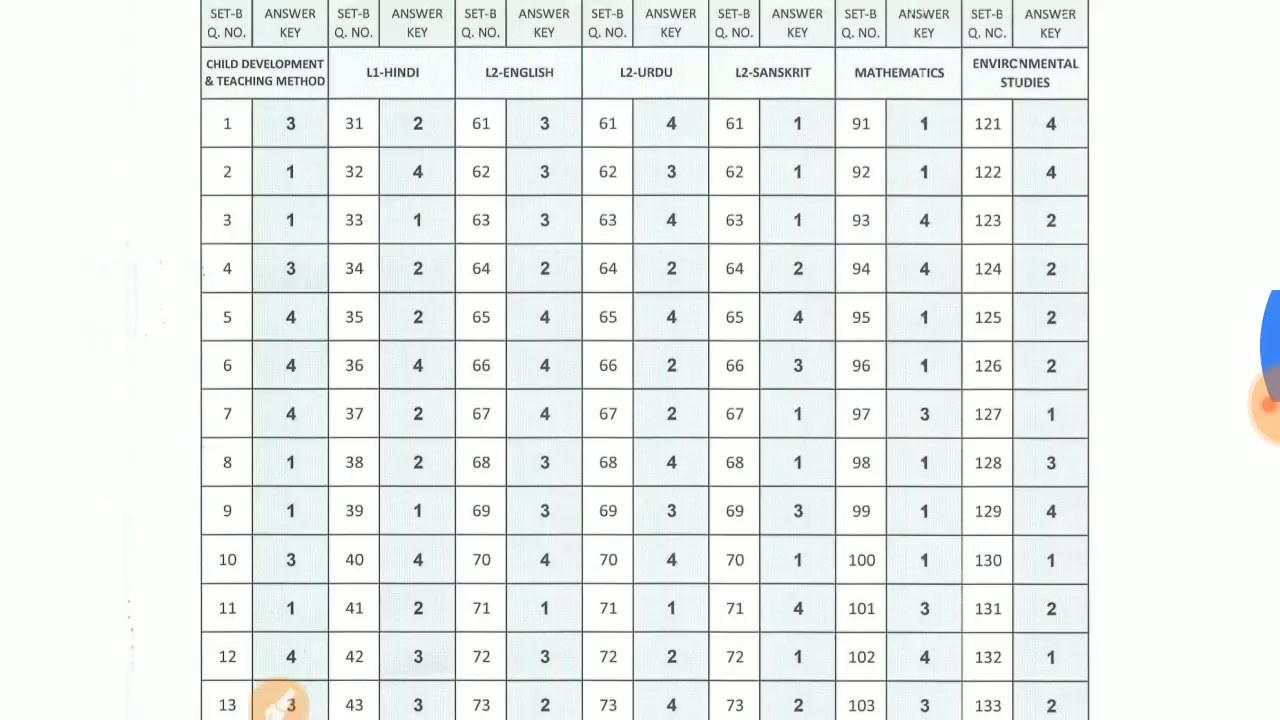 SET-B Q. NO. ANSWER KEY SET-B Q. NO. ANSWER KEY SET-B Q. NO. ANSWER KEY SET-B Q. NO. ANSWER KEY SET-B Q. NO. ANSWER KEY SET-B Q. NO. ANSWER KEY SET-B Q. NO. ANSWER KEY
CHILD DEVELOPMENT & TEACHING METHOD L1-HINDI L2-ENGLISH L2-URDU L2-SANSKRIT MATHEMATICS ENVIRONMENTAL STUDIES
1 3 31 2 61 3 61 4 61 1 91 1 121 4
2 1 32 4 62 3 62 3 62 1 92 1 122 4
3 1 33 1 63 3 63 4 63 1 93 4 123 2
4 3 34 2 64 2 64 2 64 2 94 4 124 2
5 4 35 2 65 4 65 4 65 4 95 1 125 2
6 4 36 4 66 4 66 2 66 3 96 1 126 2
7 4 37 2 67 4 67 2 67 1 97 3 127 1
8 1 38 2 68 3 68 4 68 1 98 1 128 3
9 1 39 1 69 3 69 3 69 3 99 1 129 4
10 3 40 4 70 4 70 4 70 1 100 1 130 1
11 1 41 2 71 1 71 1 71 4 101 3 131 2
12 4 42 3 72 3 72 2 72 1 102 4 132 1
13 3 43 3 73 2 73 4 73 2 103 3 133 2